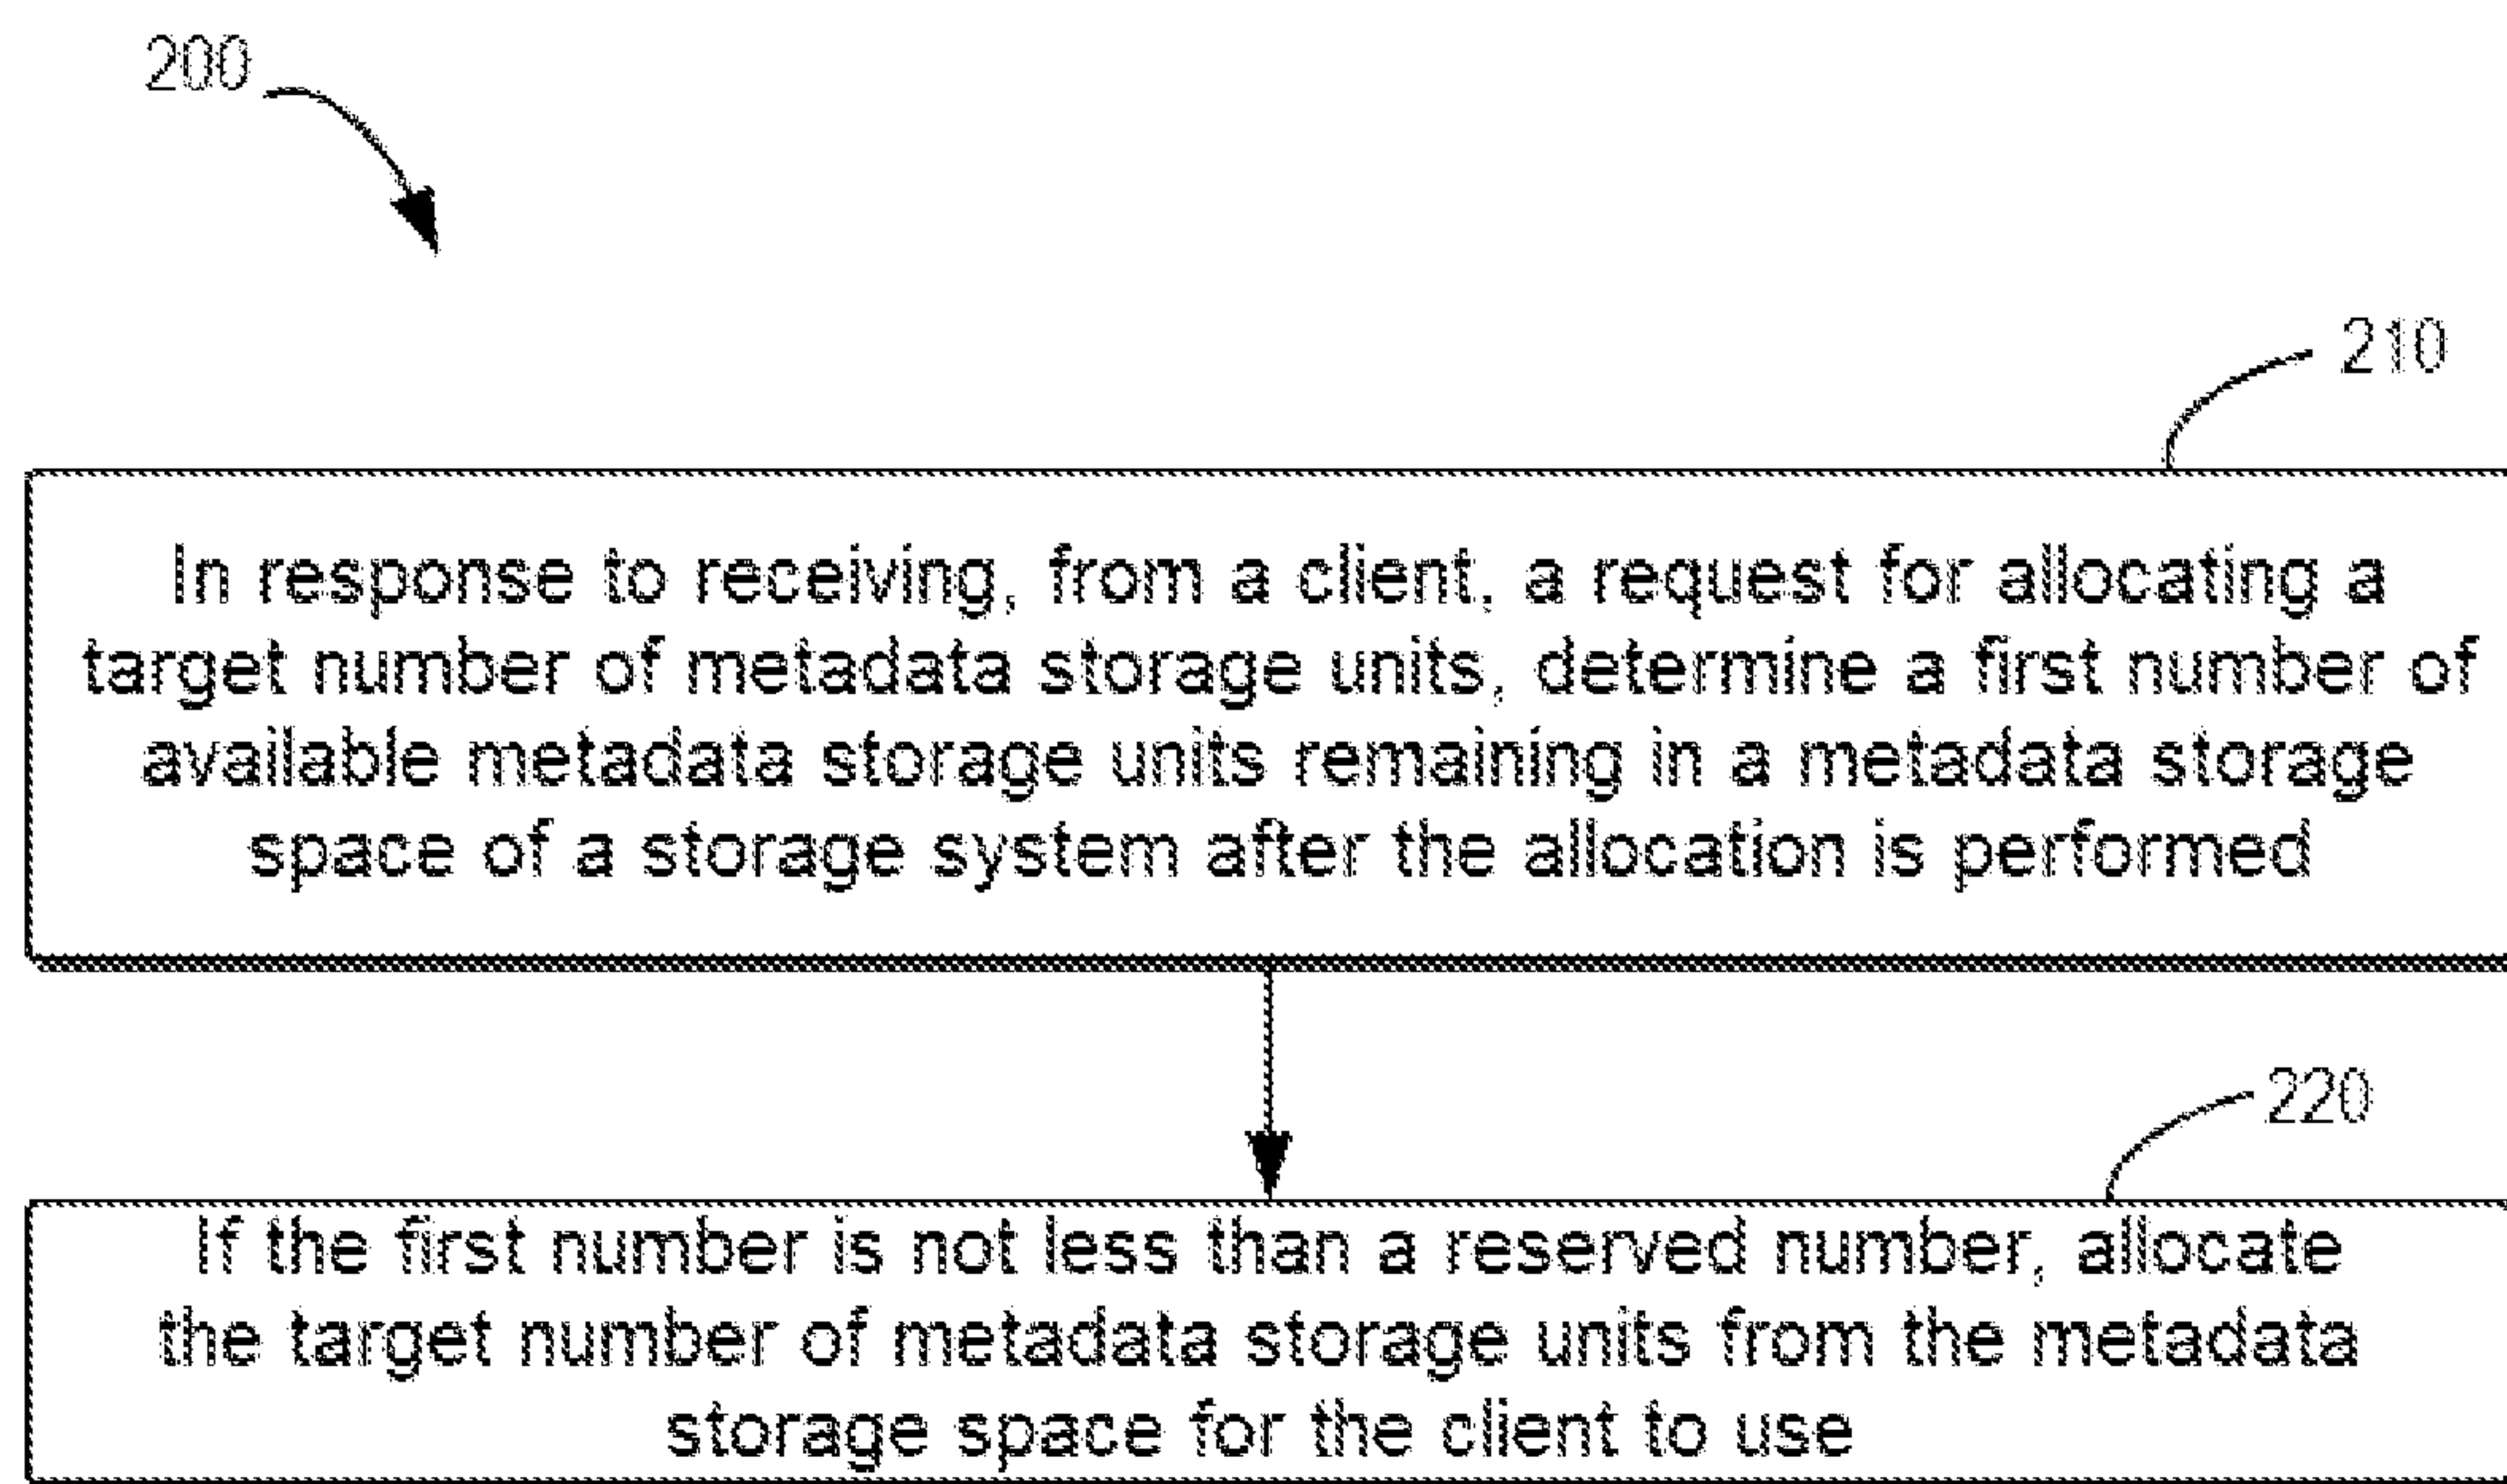 200
210
In response to receiving, from a client, a request for allocating a
target number of metadata storage units, determine a first number of
available metadata storage units remaining in a metadata storage
space of a storage system after the allocation is performed
220
If the first number is not less than a reserved number, allocate
the target number of metadata storage units from the metadata
storage space for the client to use